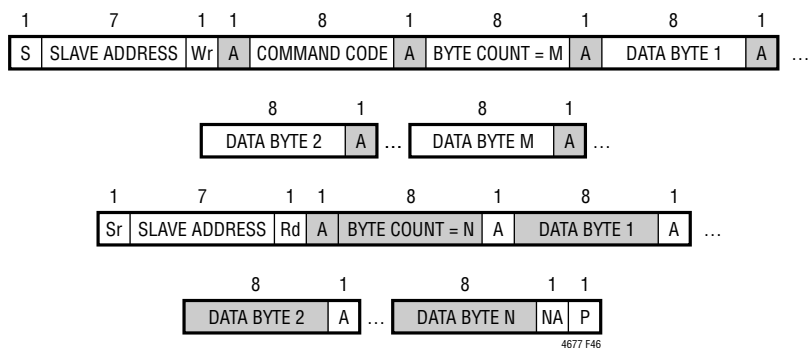 1 7 1 1 8 1 8 1 8 1
S SLAVE ADDRESS Wr A COMMAND CODE A BYTE COUNT = M A DATA BYTE 1 A …
8 1 8 1
DATA BYTE 2 A … DATA BYTE M A …
1 7 1 1 8 1 8 1
Sr SLAVE ADDRESS Rd A BYTE COUNT = N A DATA BYTE 1 A …
8 1 8 1 1
DATA BYTE 2 A … DATA BYTE N NA P
4677 F46